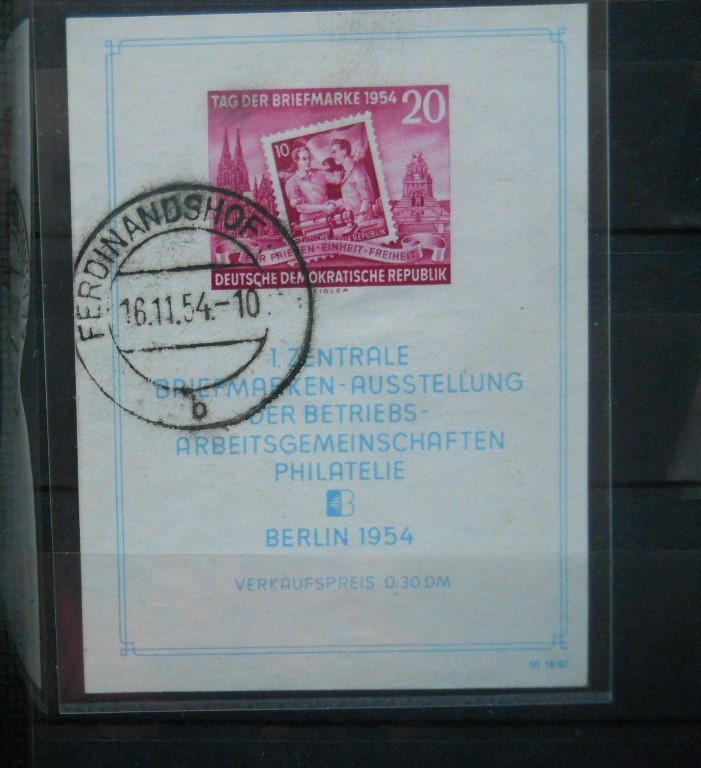 TAG DER BRIEFMARKE 1954 20
10
REPUBLIK
FRIEDEN - EINHEIT - FREIHEIT
DEUTSCHE DEMOKRATISCHE REPUBLIK
FERDINANDSHOF
16.11.54.-10
b
1. ZENTRALE
BRIEFMARKEN-AUSSTELLUNG
DER BETRIEBS-
ARBEITSGEMEINSCHAFTEN
PHILATELIE
BERLIN 1954
VERKAUFSPREIS 0.30 DM